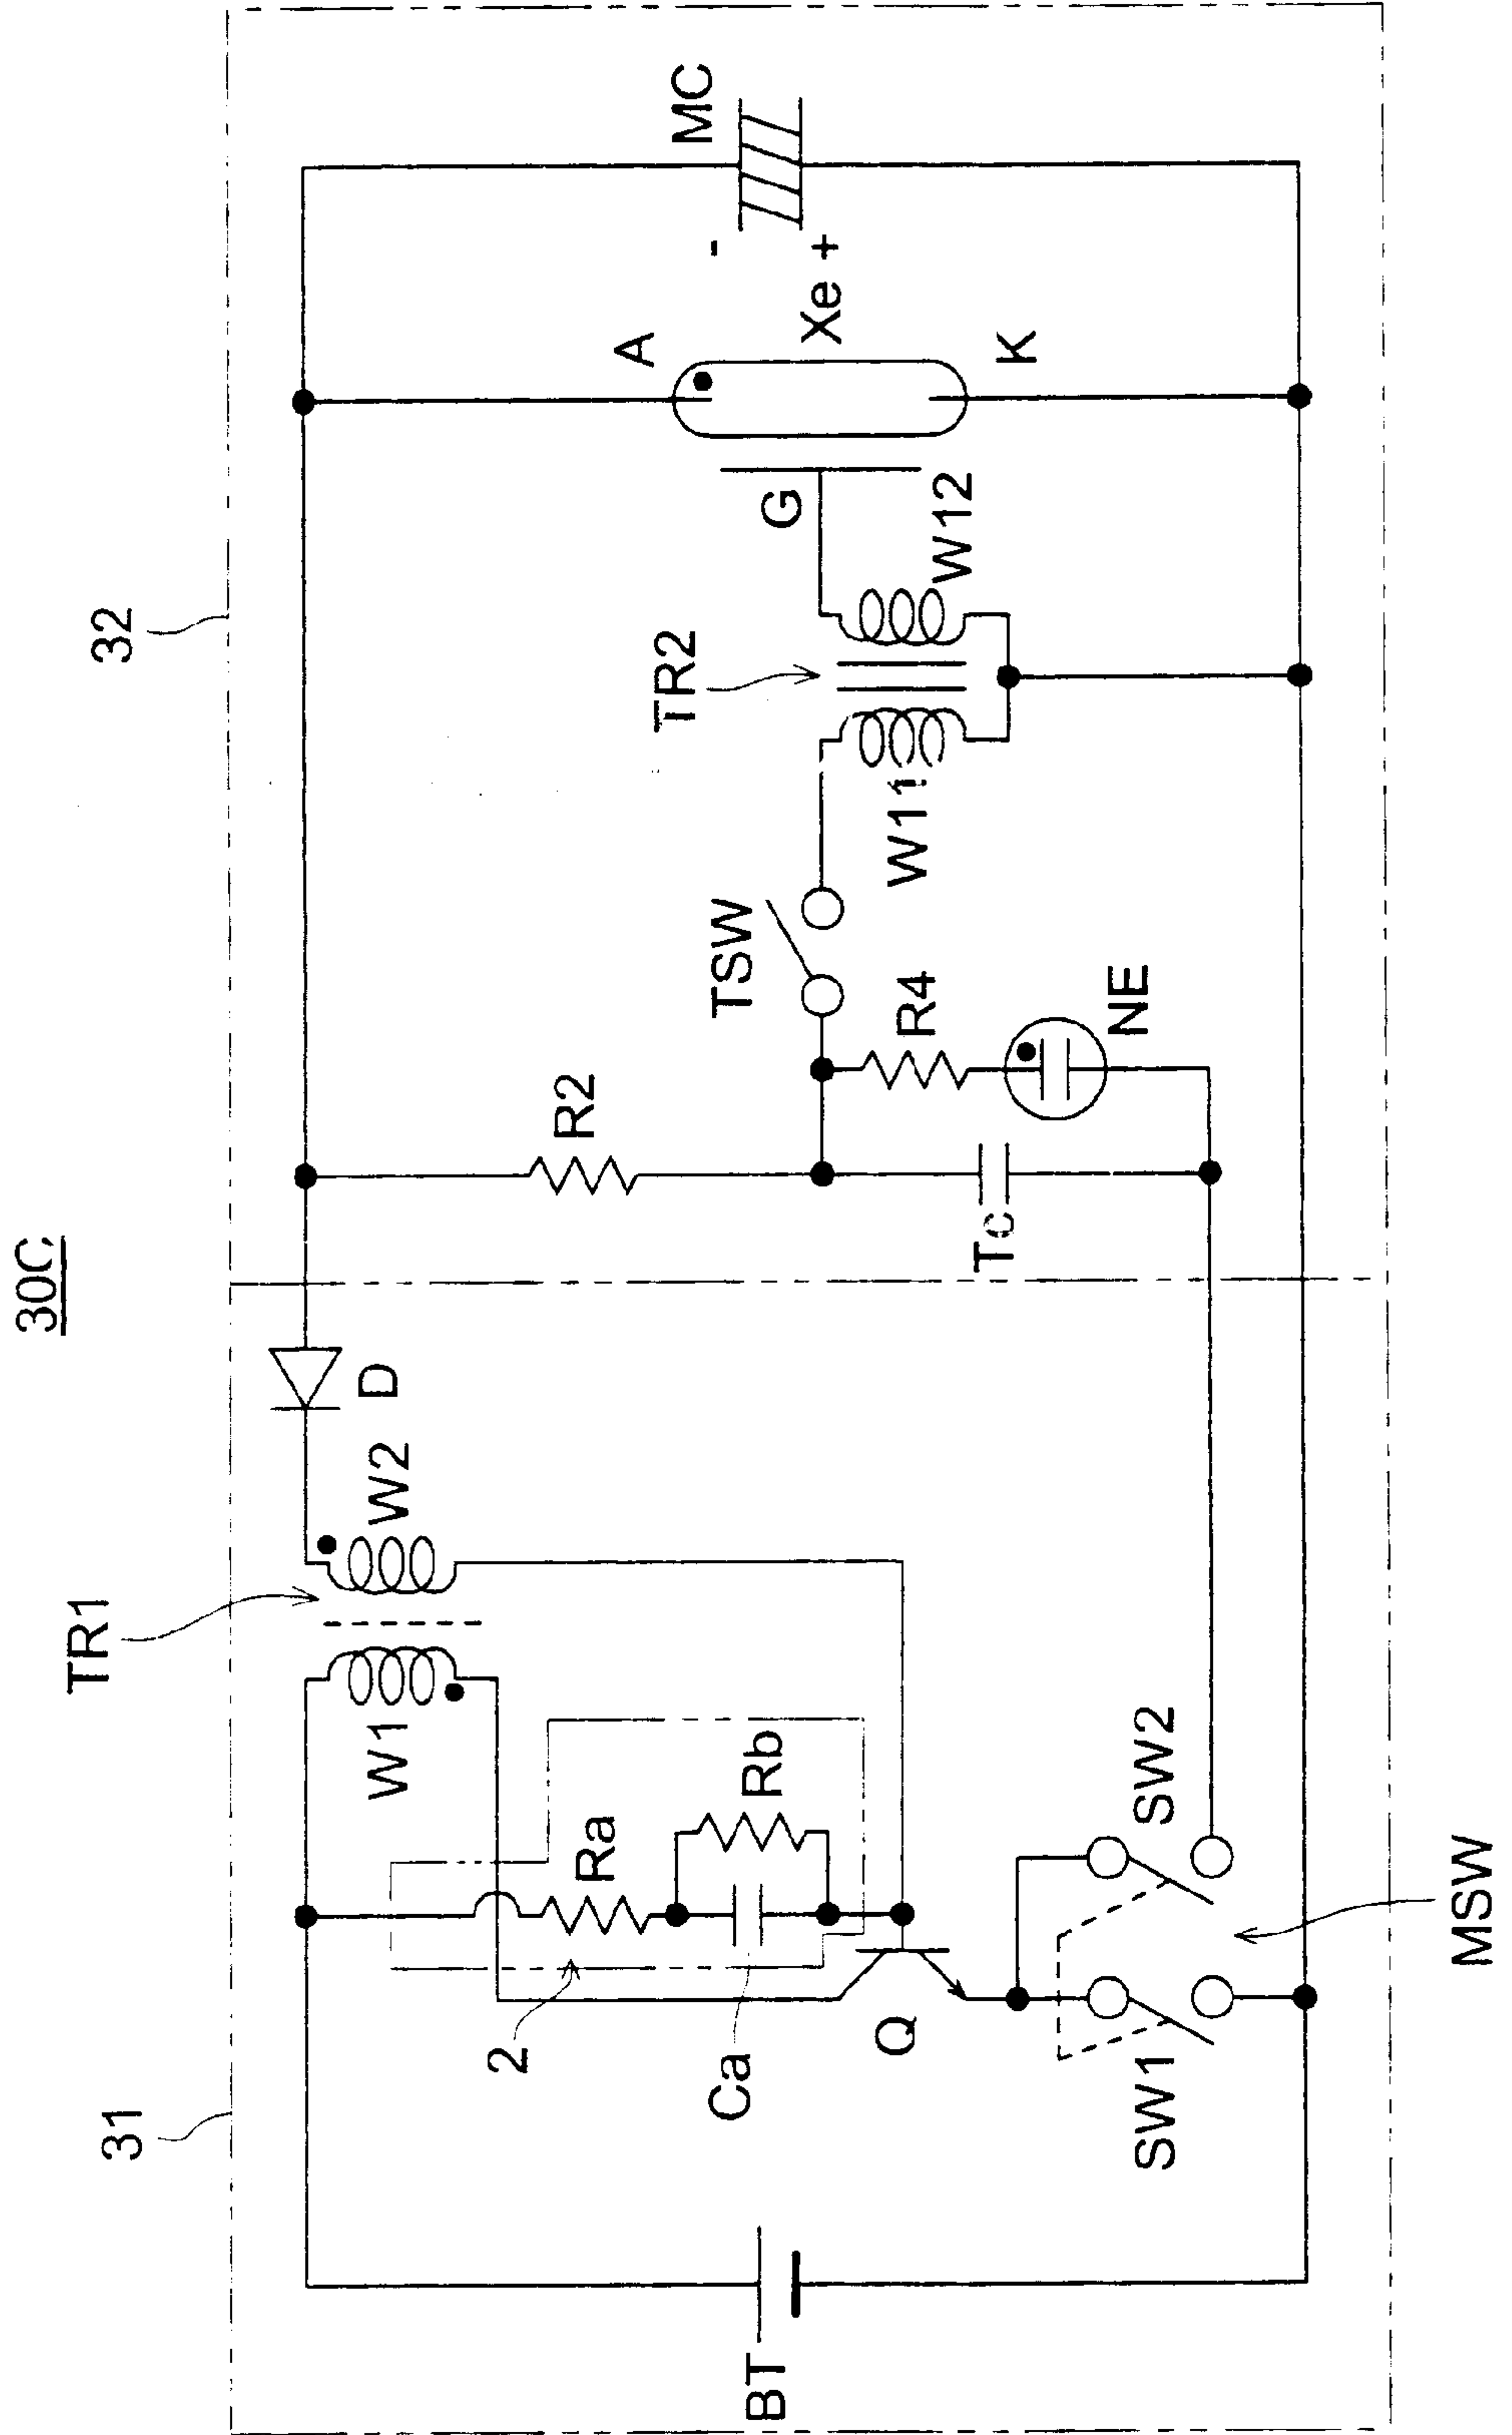 30C
31
32
TR1
W1
W2
D
2
Ra
Rb
Ca
Q
BT
SW1
SW2
MSW
R2
Tc
TSW
R4
NE
TR2
W11
W12
G
A
Xe
K
-
+
MC